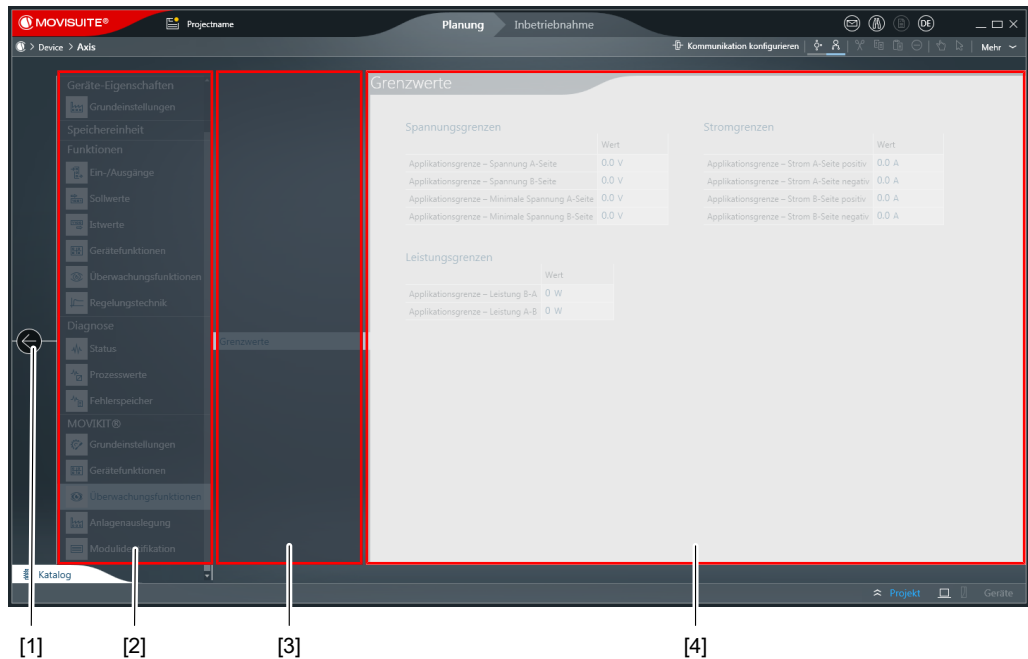 MOVISUITE®
Projectname
Planung
Inbetriebnahme
DE
> Device > Axis
Kommunikation konfigurieren
Mehr
Geräte-Eigenschaften
Grundeinstellungen
Speichereinheit
Funktionen
Ein-/Ausgänge
Sollwerte
Istwerte
Gerätefunktionen
Überwachungsfunktionen
Regelungstechnik
Diagnose
Status
Prozesswerte
Fehlerspeicher
MOVIKIT®
Grundeinstellungen
Gerätefunktionen
Überwachungsfunktionen
Anlagenauslegung
Modulidentifikation
Katalog
Grenzwerte
Grenzwerte
Spannungsgrenzen
Wert
Applikationsgrenze – Spannung A-Seite 0.0 V
Applikationsgrenze – Spannung B-Seite 0.0 V
Applikationsgrenze – Minimale Spannung A-Seite 0.0 V
Applikationsgrenze – Minimale Spannung B-Seite 0.0 V
Stromgrenzen
Wert
Applikationsgrenze – Strom A-Seite positiv 0.0 A
Applikationsgrenze – Strom A-Seite negativ 0.0 A
Applikationsgrenze – Strom B-Seite positiv 0.0 A
Applikationsgrenze – Strom B-Seite negativ 0.0 A
Leistungsgrenzen
Wert
Applikationsgrenze – Leistung B-A 0 W
Applikationsgrenze – Leistung A-B 0 W
Projekt
Geräte
[1]
[2]
[3]
[4]